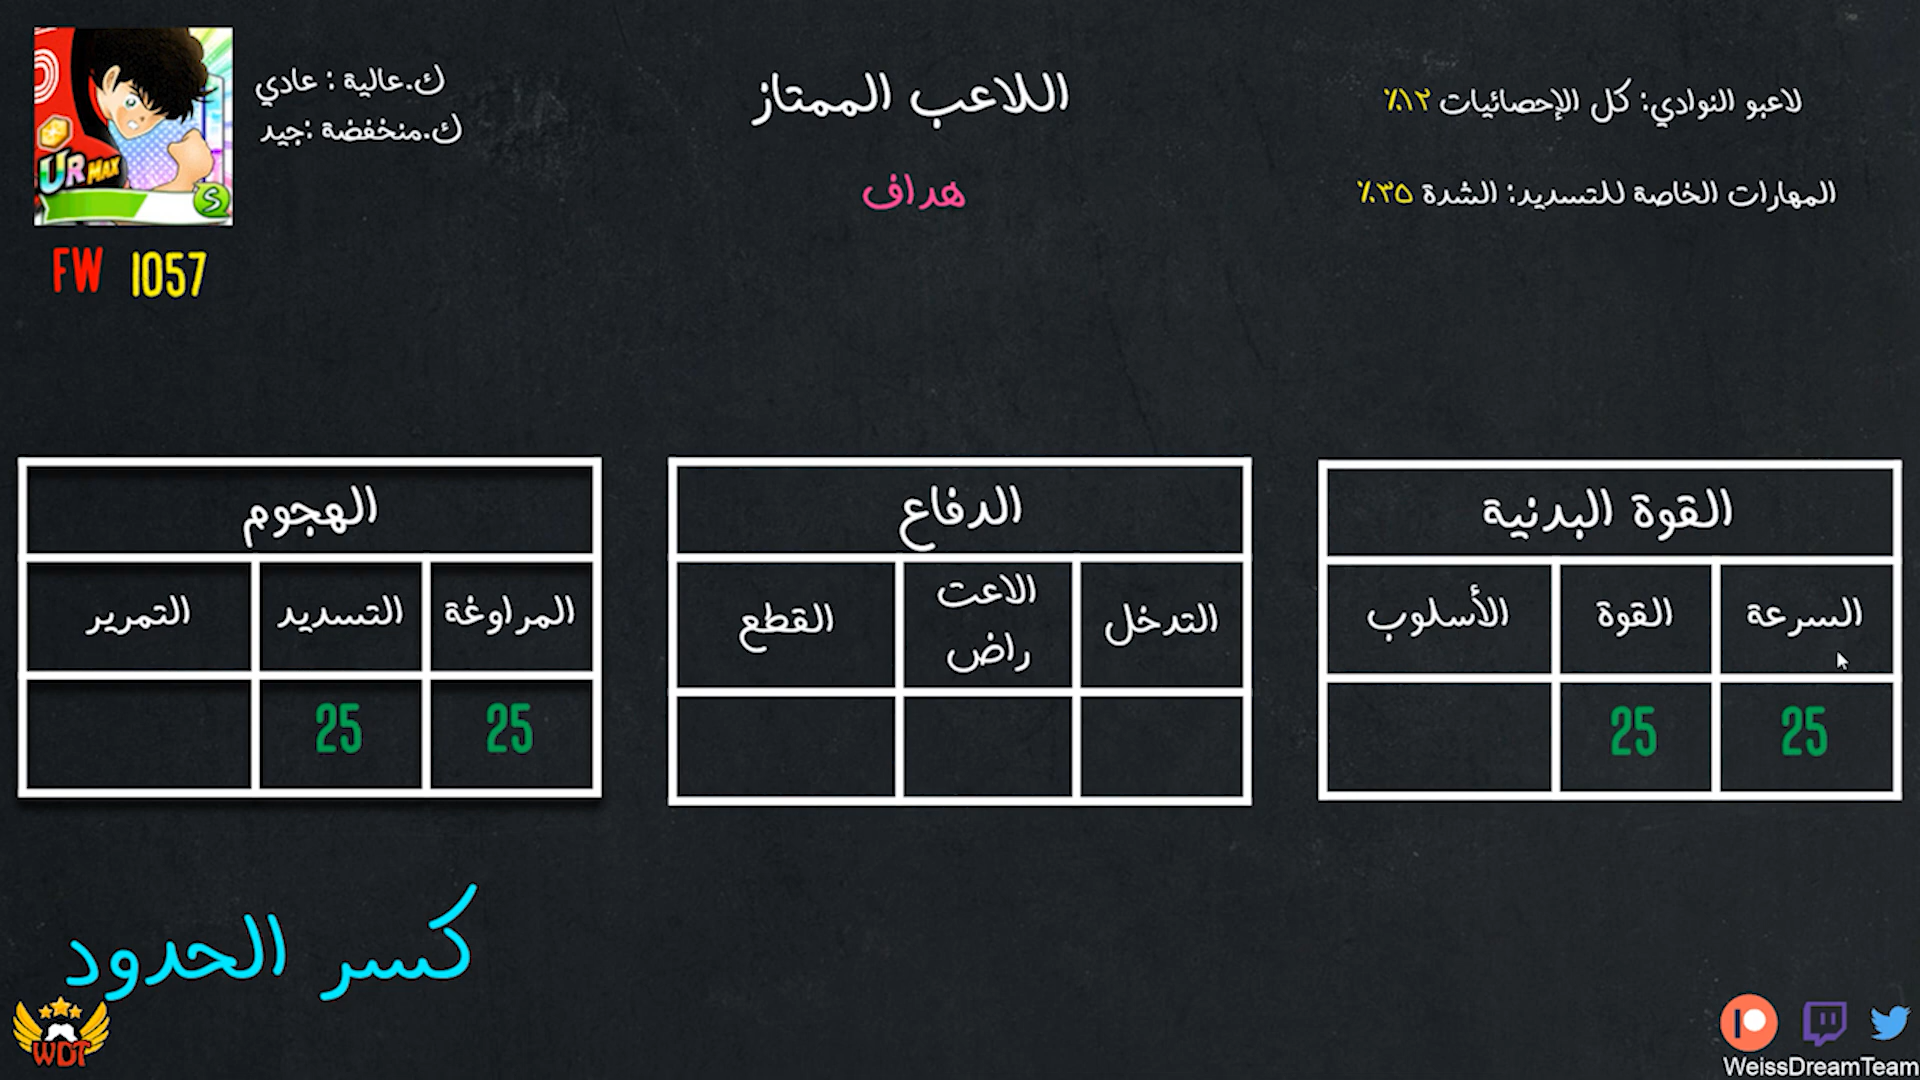 ك.عالية : عادي
ك.منخفضة :جيد
UR MAX
S
FW 1057
اللاعب الممتاز
هداف
لاعبو النوادي: كل الإحصائيات ١٢٪
المهارات الخاصة للتسديد: الشدة ٣٥٪
القوة البدنية
السرعة القوة الأسلوب
25 25
الدفاع
التدخل الاعت راض القطع
الهجوم
المراوغة التسديد التمرير
25 25
كسر الحدود
WDT
WeissDreamTeam